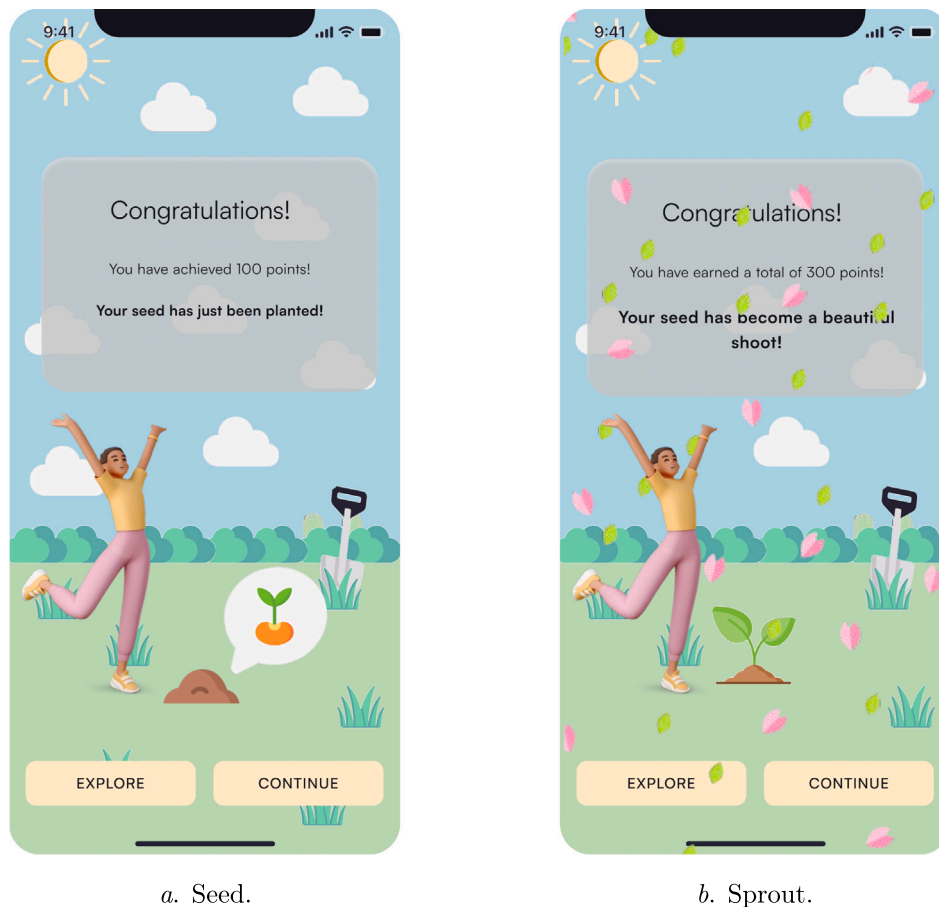 9:41
Congratulations!
You have achieved 100 points!
Your seed has just been planted!
EXPLORE
CONTINUE
a. Seed.
9:41
Congratulations!
You have earned a total of 300 points!
Your seed has become a beautiful
shoot!
EXPLORE
CONTINUE
b. Sprout.